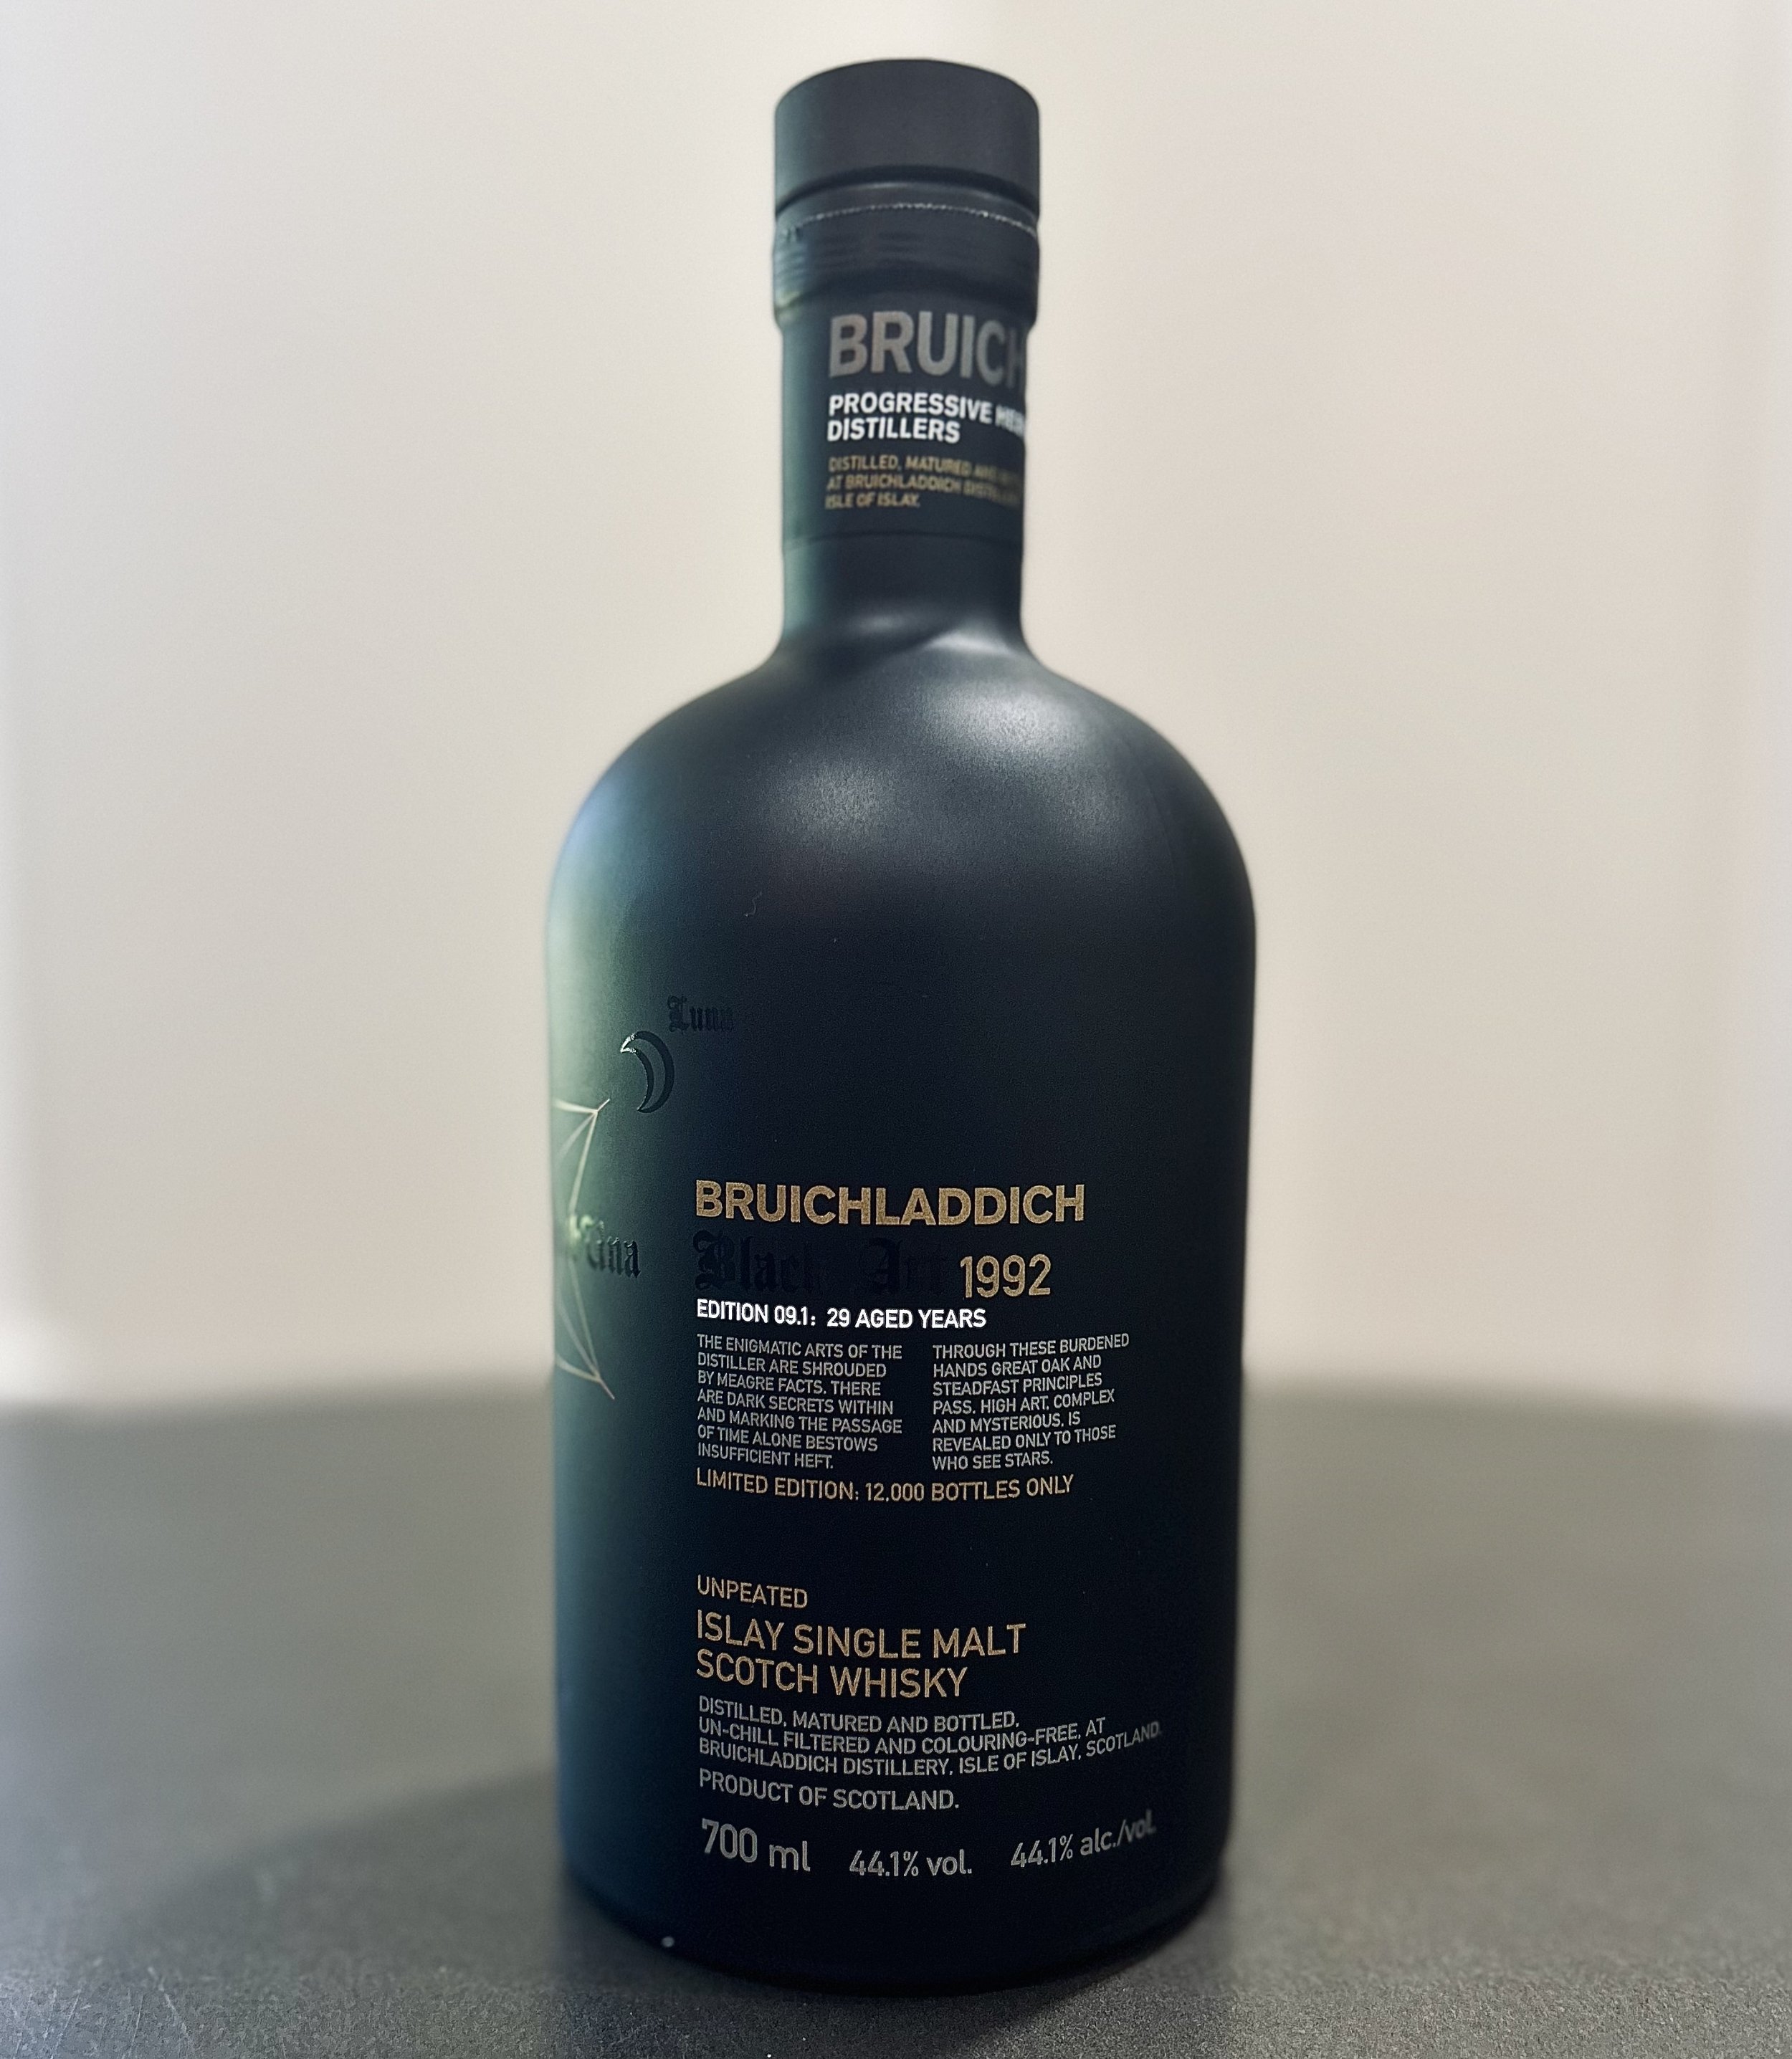 BRUICH
PROGRESSIVE
DISTILLERS
DISTILLED, MATURED AND
AT BRUICHLADDICH
ISLE OF ISLAY.
Luna
BRUICHLADDICH
Black Art 1992
EDITION 09.1: 29 AGED YEARS
THE ENIGMATIC ARTS OF THE
DISTILLER ARE SHROUDED
BY MEAGRE FACTS. THERE
ARE DARK SECRETS WITHIN
AND MARKING THE PASSAGE
OF TIME ALONE BESTOWS
INSUFFICIENT HEFT.
THROUGH THESE BURDENED
HANDS GREAT OAK AND
STEADFAST PRINCIPLES
PASS. HIGH ART, COMPLEX
AND MYSTERIOUS, IS
REVEALED ONLY TO THOSE
WHO SEE STARS.
LIMITED EDITION: 12,000 BOTTLES ONLY
UNPEATED
ISLAY SINGLE MALT
SCOTCH WHISKY
DISTILLED, MATURED AND BOTTLED,
UN-CHILL FILTERED AND COLOURING-FREE, AT
BRUICHLADDICH DISTILLERY, ISLE OF ISLAY, SCOTLAND.
PRODUCT OF SCOTLAND.
700 ml 44.1% vol. 44.1% alc./vol.